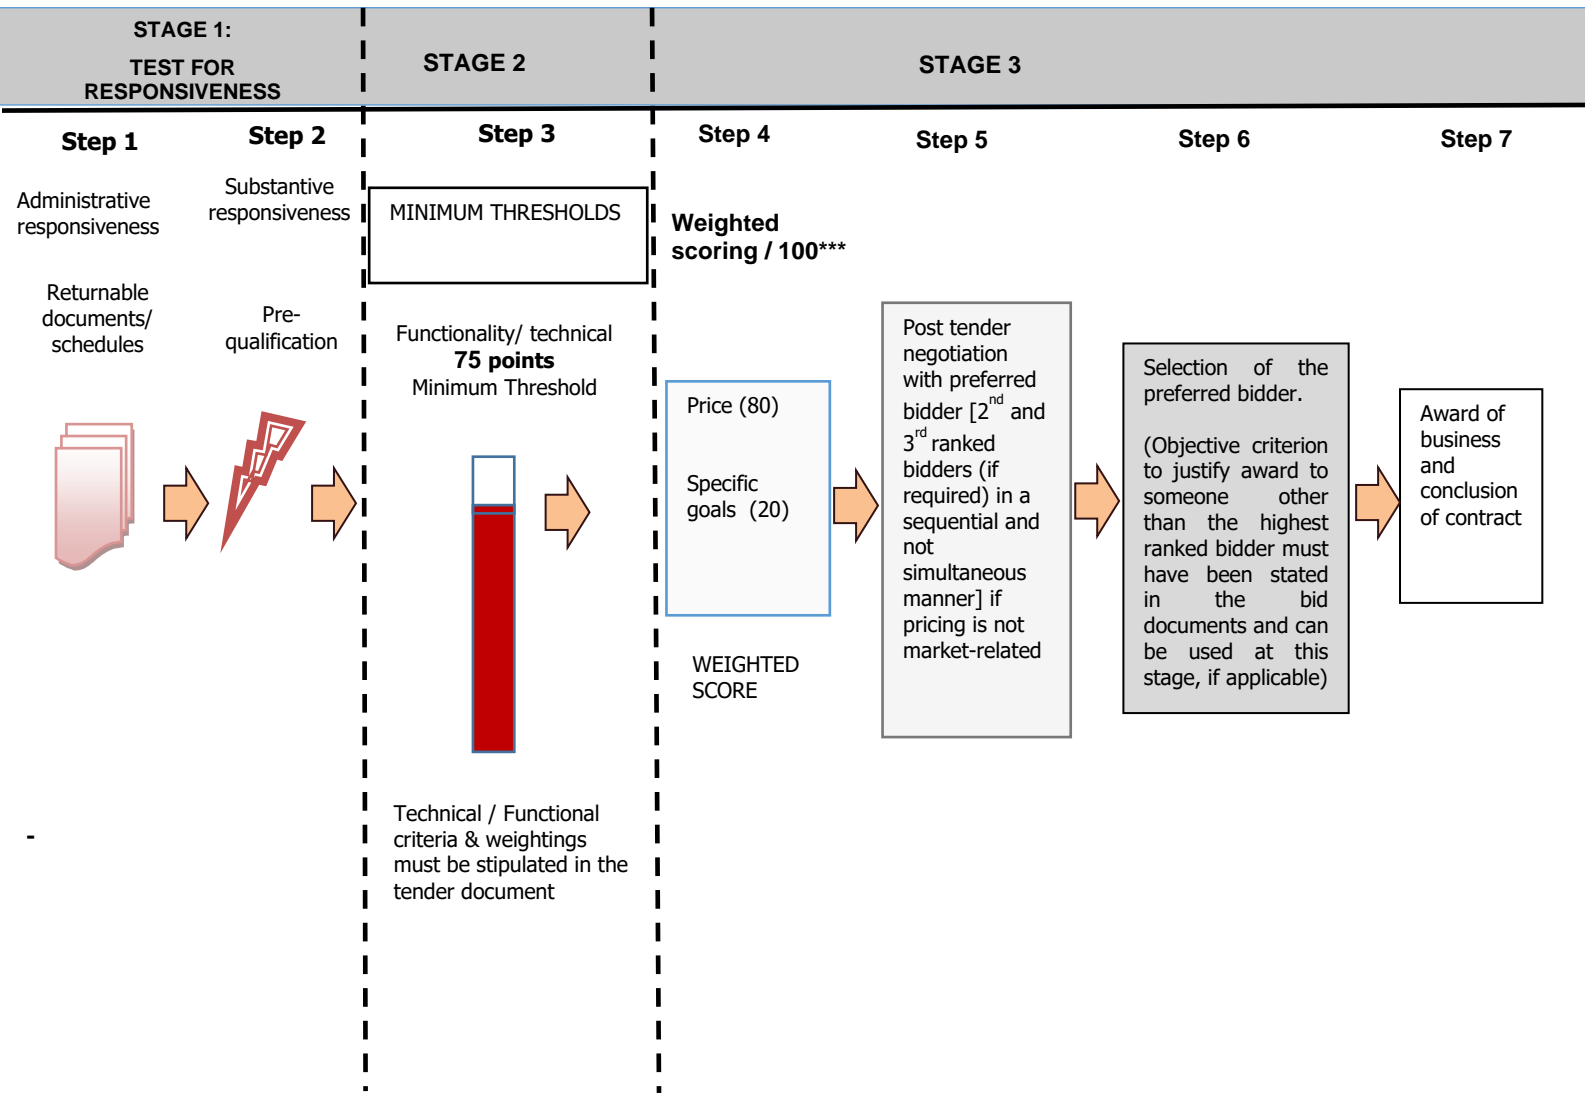 STAGE 1:
TEST FOR
RESPONSIVENESS
STAGE 2
STAGE 3
Step 1
Step 2
Step 3
Step 4
Step 5
Step 6
Step 7
Administrative
responsiveness
Returnable
documents/
schedules
Substantive
responsiveness
Pre-
qualification
MINIMUM THRESHOLDS
Functionality/ technical
75 points
Minimum Threshold
Technical / Functional
criteria & weightings
must be stipulated in the
tender document
Weighted
scoring / 100***
Price (80)
Specific
goals (20)
WEIGHTED
SCORE
Post tender
negotiation
with preferred
bidder [2nd and
3rd ranked
bidders (if
required) in a
sequential and
not
simultaneous
manner] if
pricing is not
market-related
Selection of the
preferred bidder.
(Objective criterion
to justify award to
someone other
than the highest
ranked bidder must
have been stated
in the bid
documents and can
be used at this
stage, if applicable)
Award of
business
and
conclusion
of contract
-